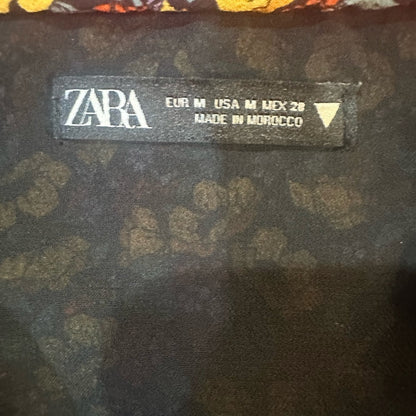 ZARA
EUR M USA M MEX 28
MADE IN MOROCCO